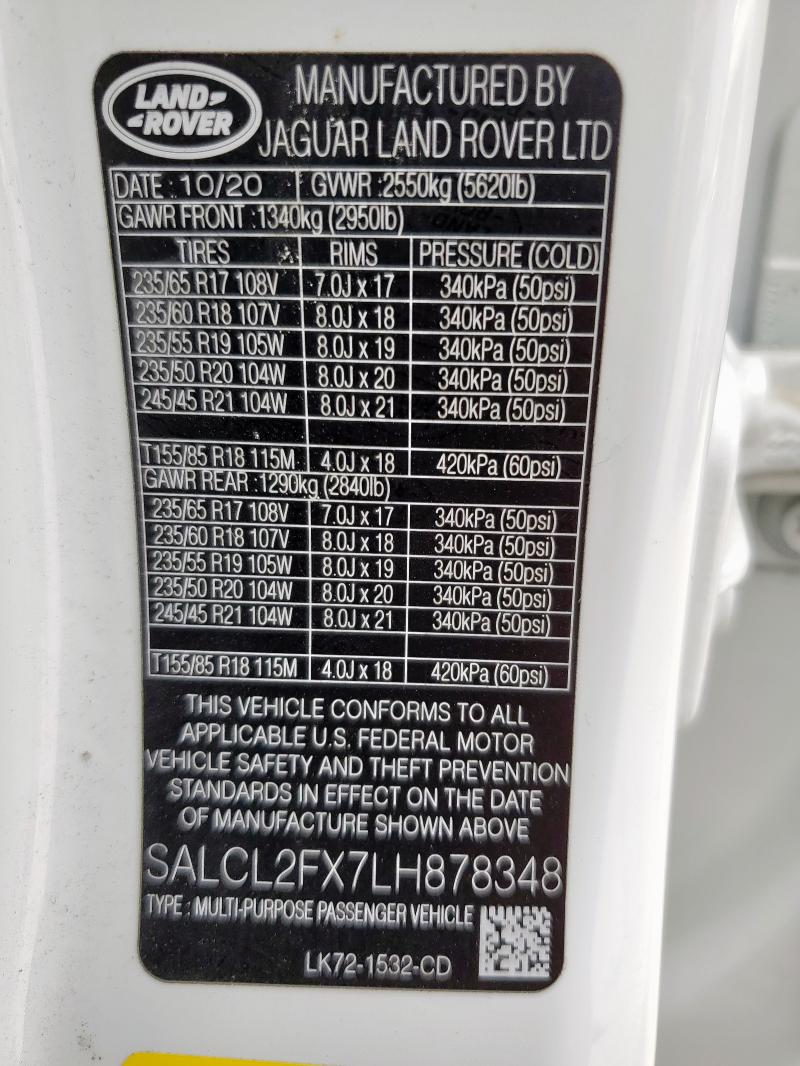 LAND-
-ROVER
MANUFACTURED BY
JAGUAR LAND ROVER LTD
DATE : 10/20 GVWR : 2550kg (5620lb)
GAWR FRONT : 1340kg (2950lb)
TIRES RIMS PRESSURE (COLD)
235/65 R17 108V 7.0J x 17 340kPa (50psi)
235/60 R18 107V 8.0J x 18 340kPa (50psi)
235/55 R19 105W 8.0J x 19 340kPa (50psi)
235/50 R20 104W 8.0J x 20 340kPa (50psi)
245/45 R21 104W 8.0J x 21 340kPa (50psi)
T155/85 R18 115M 4.0J x 18 420kPa (60psi)
GAWR REAR : 1290kg (2840lb)
235/65 R17 108V 7.0J x 17 340kPa (50psi)
235/60 R18 107V 8.0J x 18 340kPa (50psi)
235/55 R19 105W 8.0J x 19 340kPa (50psi)
235/50 R20 104W 8.0J x 20 340kPa (50psi)
245/45 R21 104W 8.0J x 21 340kPa (50psi)
T155/85 R18 115M 4.0J x 18 420kPa (60psi)
THIS VEHICLE CONFORMS TO ALL
APPLICABLE U.S. FEDERAL MOTOR
VEHICLE SAFETY AND THEFT PREVENTION
STANDARDS IN EFFECT ON THE DATE
OF MANUFACTURE SHOWN ABOVE
SALCL2FX7LH878348
TYPE : MULTI-PURPOSE PASSENGER VEHICLE
LK72-1532-CD